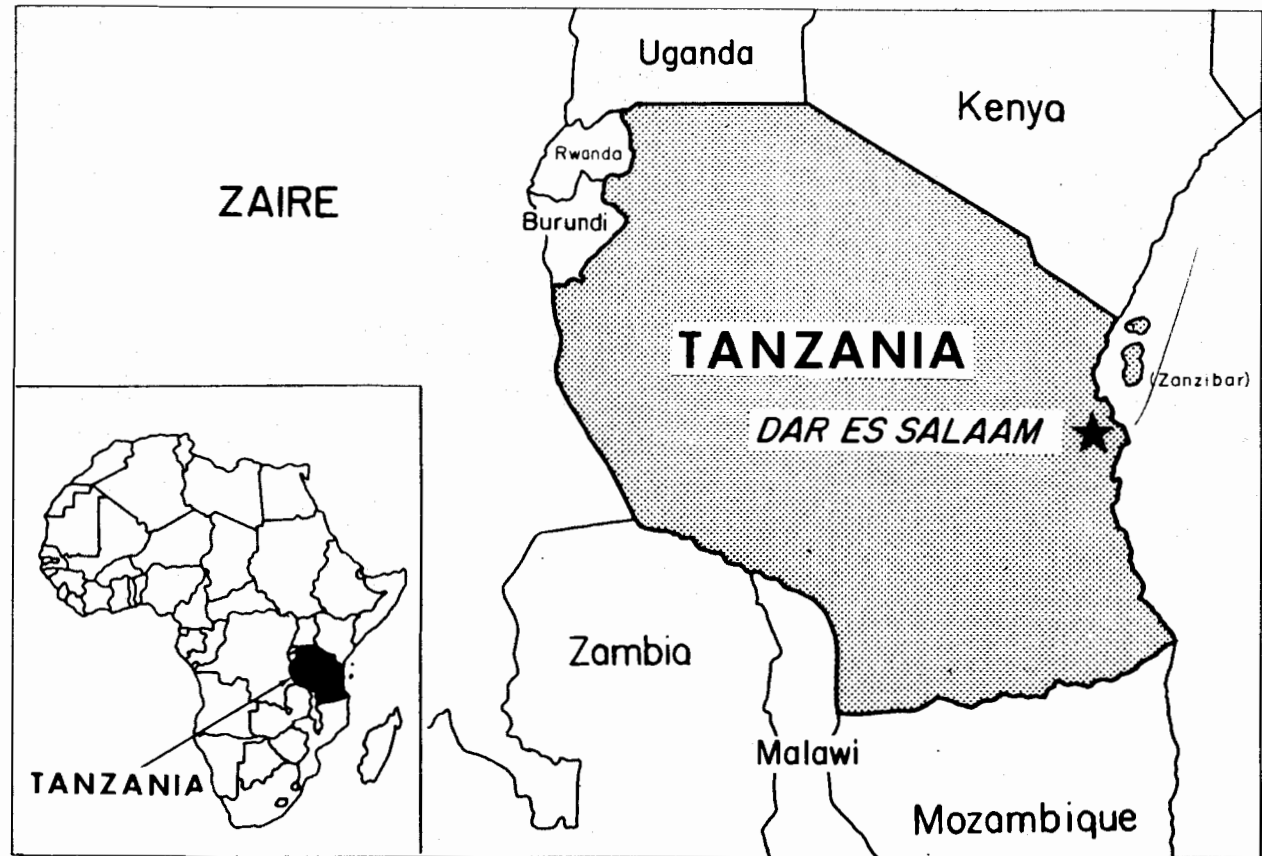 Uganda
Kenya
Rwanda
ZAIRE
Burundi
TANZANIA
(Zanzibar)
DAR ES SALAAM
Zambia
Malawi
TANZANIA
Mozambique